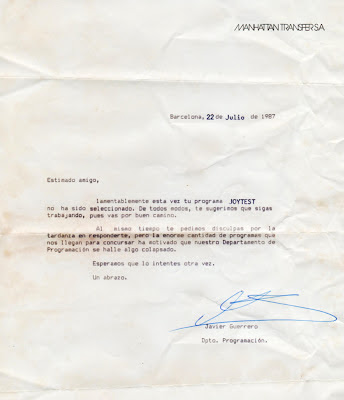 MANHATTAN TRANSFER SA
Barcelona, 22 de Julio de 1987
Estimado amigo,
lamentablemente esta vez tu programa JOYTEST
no ha sido seleccionado. De todos modos, te sugerimos que sigas
trabajando, pues vas por buen camino.
Al mismo tiempo te pedimos disculpas por la
tardanza en responderte, pero la enorme cantidad de programas que
nos llegan para concursar ha motivado que nuestro Departamento de
Programación se halle algo colapsado.
Esperamos que lo intentes otra vez.
Un abrazo.
Javier Guerrero
Dpto. Programación.